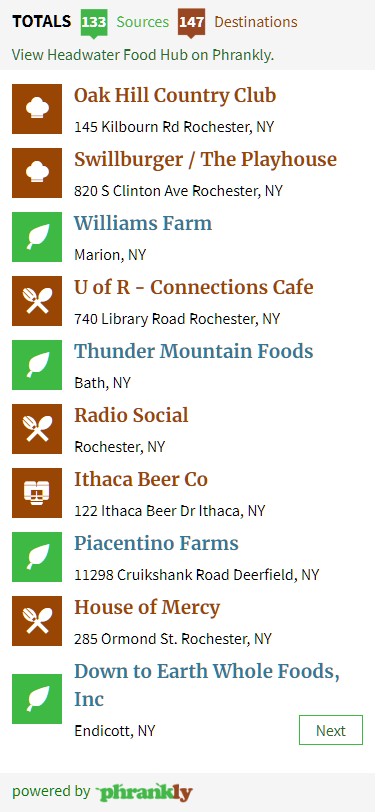 TOTALS 133 Sources 147 Destinations
View Headwater Food Hub on Phrankly.
Oak Hill Country Club
145 Kilbourn Rd Rochester, NY
Swillburger / The Playhouse
820 S Clinton Ave Rochester, NY
Williams Farm
Marion, NY
U of R - Connections Cafe
740 Library Road Rochester, NY
Thunder Mountain Foods
Bath, NY
Radio Social
Rochester, NY
Ithaca Beer Co
122 Ithaca Beer Dr Ithaca, NY
Piacentino Farms
11298 Cruikshank Road Deerfield, NY
House of Mercy
285 Ormond St. Rochester, NY
Down to Earth Whole Foods,
Inc
Endicott, NY
Next
powered by phrankly